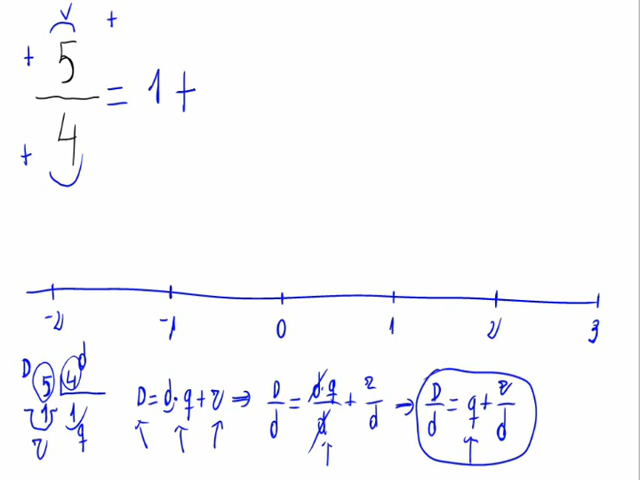 + 5/4 + = 1 +
+
-2 -1 0 1 2 3
D 5 4 d
1 1
r q
D = d · q + r ⇒ D/d = d·q/d + r/d ⇒ D/d = q + r/d